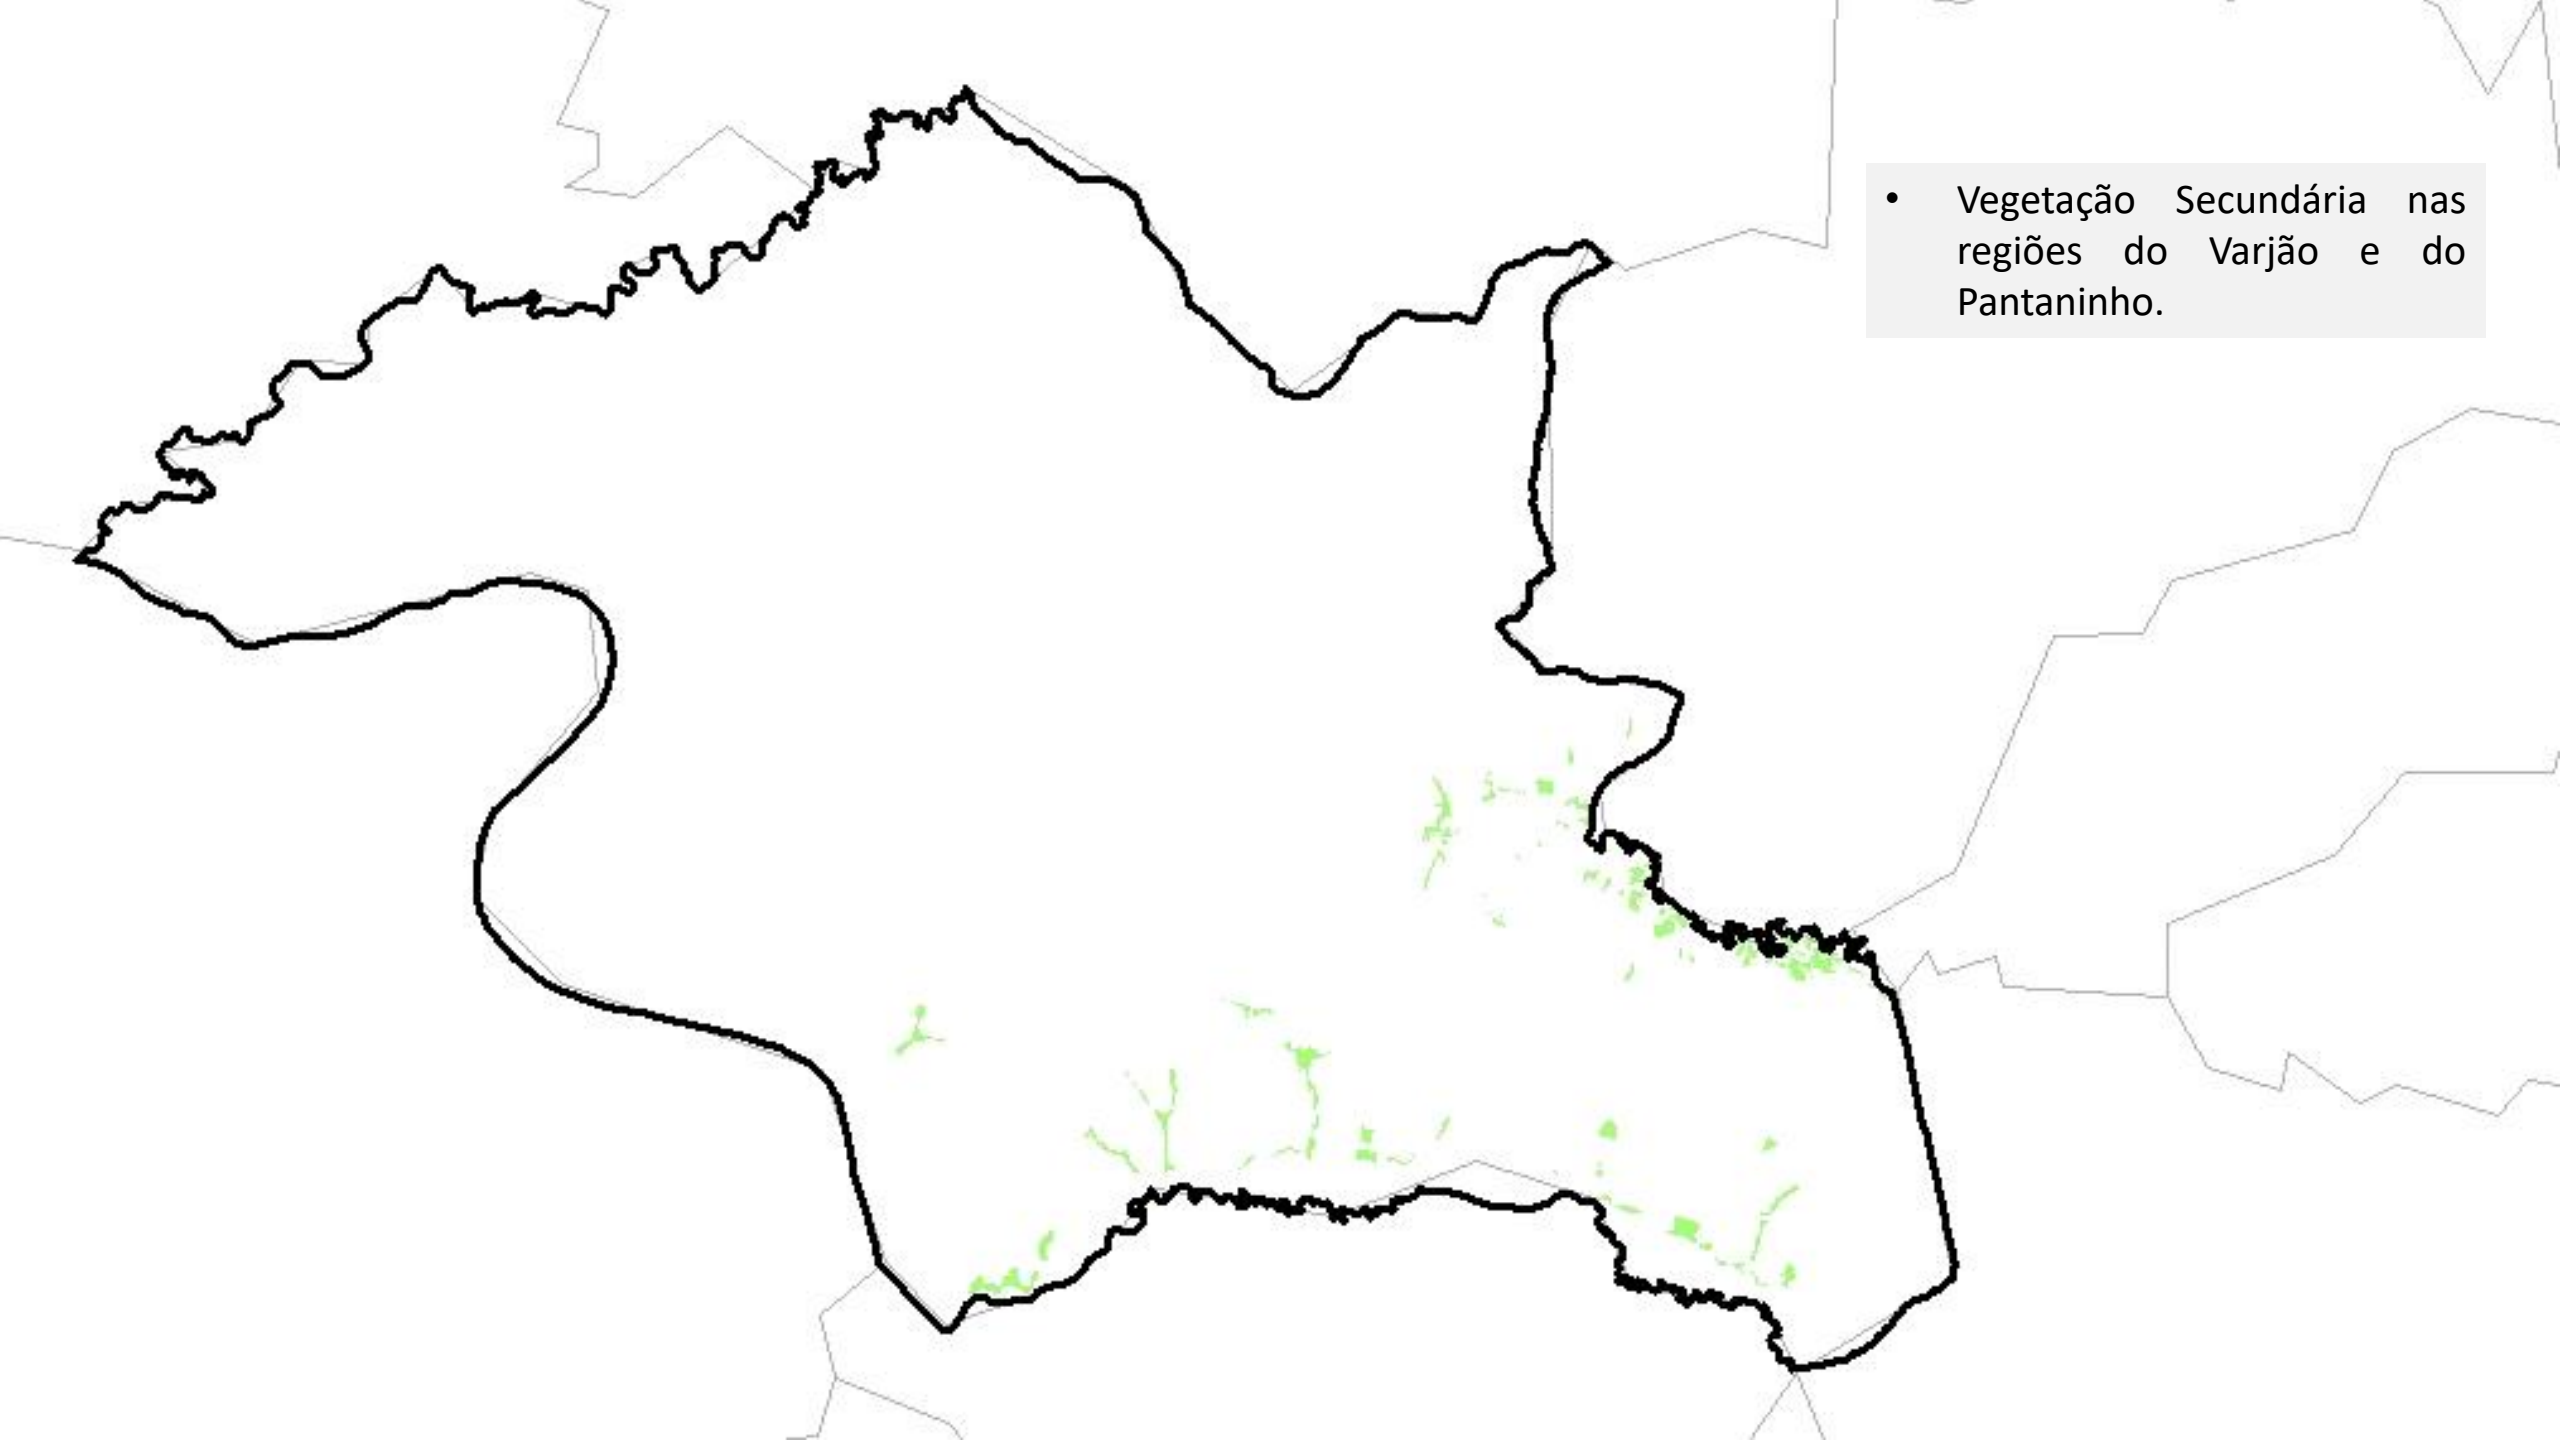 • Vegetação Secundária nas
regiões do Varjão e do
Pantaninho.